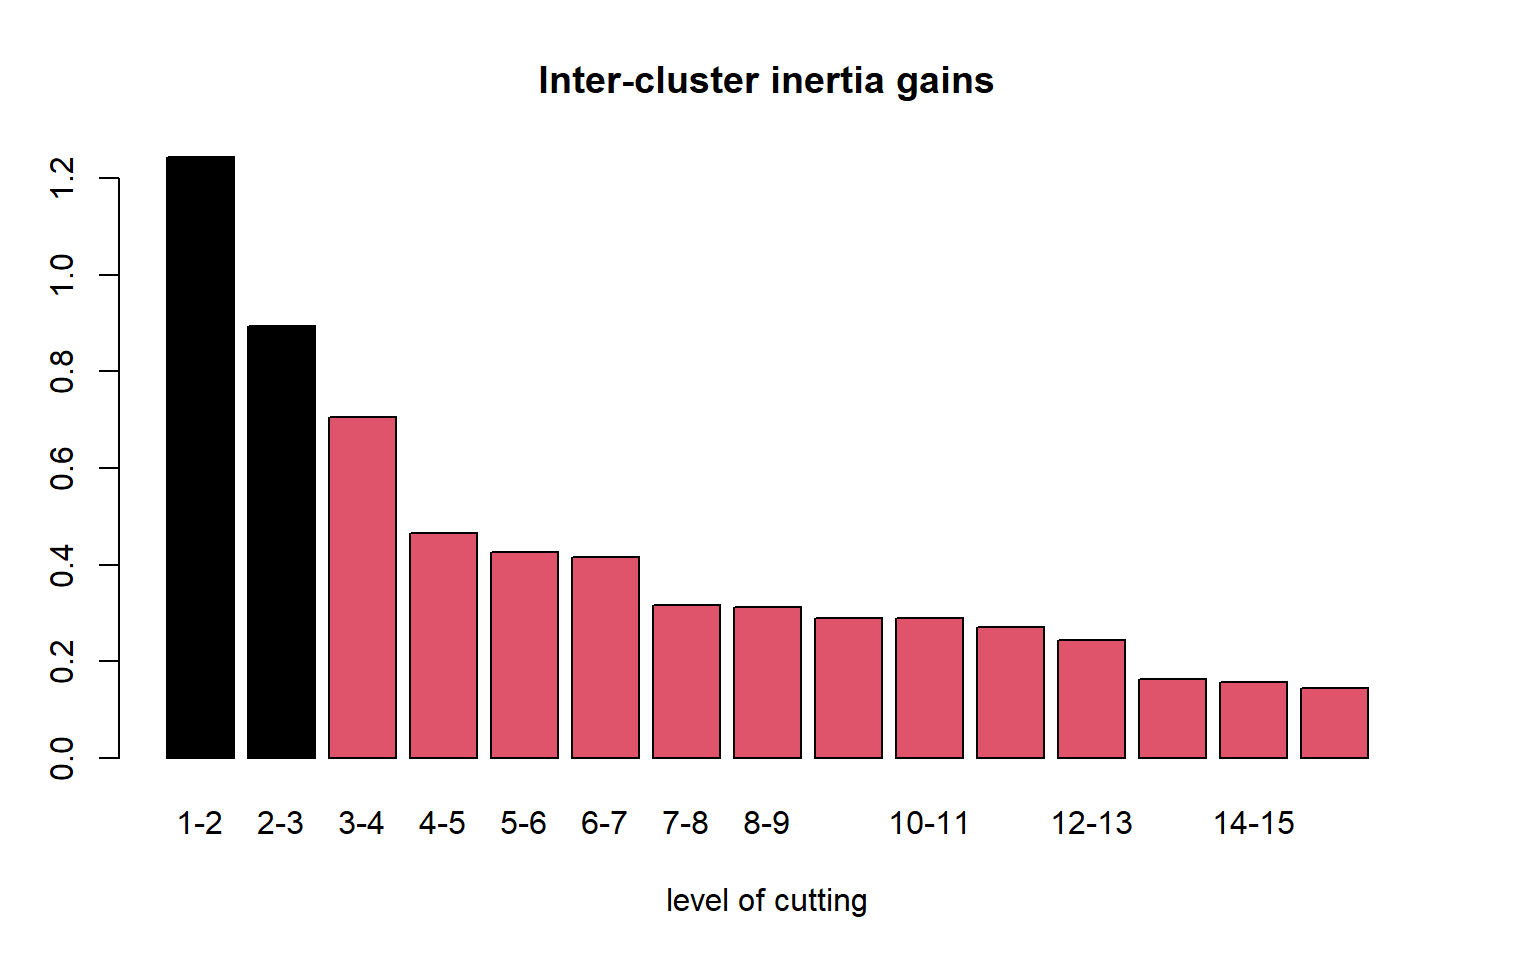 Inter-cluster inertia gains
1.2
1.0
0.8
0.6
0.4
0.2
0.0
1-2 2-3 3-4 4-5 5-6 6-7 7-8 8-9 10-11 12-13 14-15
level of cutting